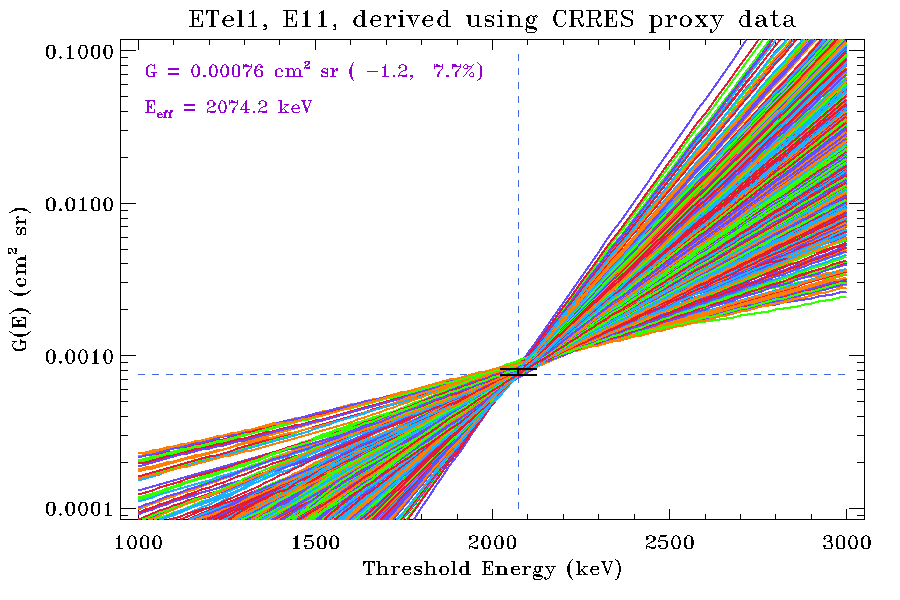 ETel1, E11, derived using CRRES proxy data
G = 0.00076 cm² sr ( −1.2, 7.7%)
E_eff = 2074.2 keV
G(E) (cm² sr)
0.1000
0.0100
0.0010
0.0001
1000 1500 2000 2500 3000
Threshold Energy (keV)